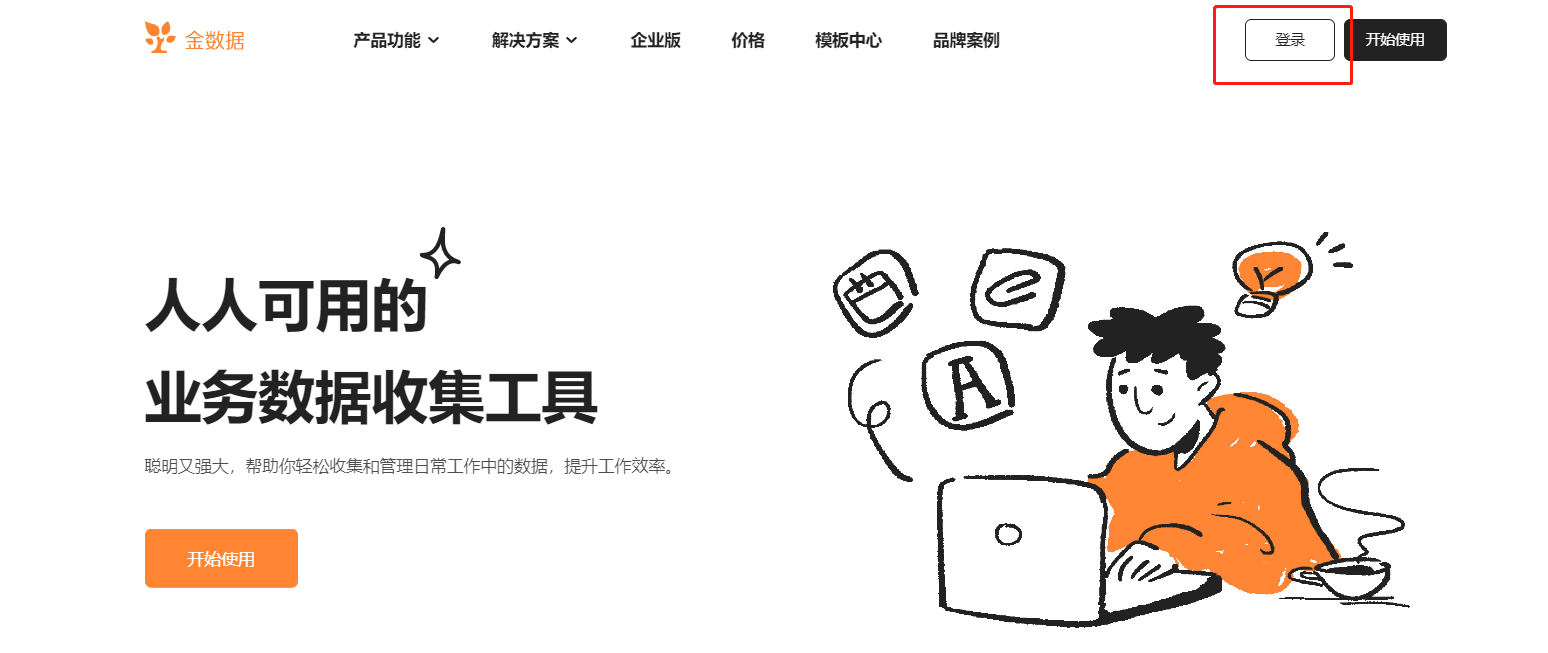 金数据 产品功能 解决方案 企业版 价格 模板中心 品牌案例 登录 开始使用
人人可用的
业务数据收集工具
聪明又强大，帮助你轻松收集和管理日常工作中的数据，提升工作效率。
开始使用
A